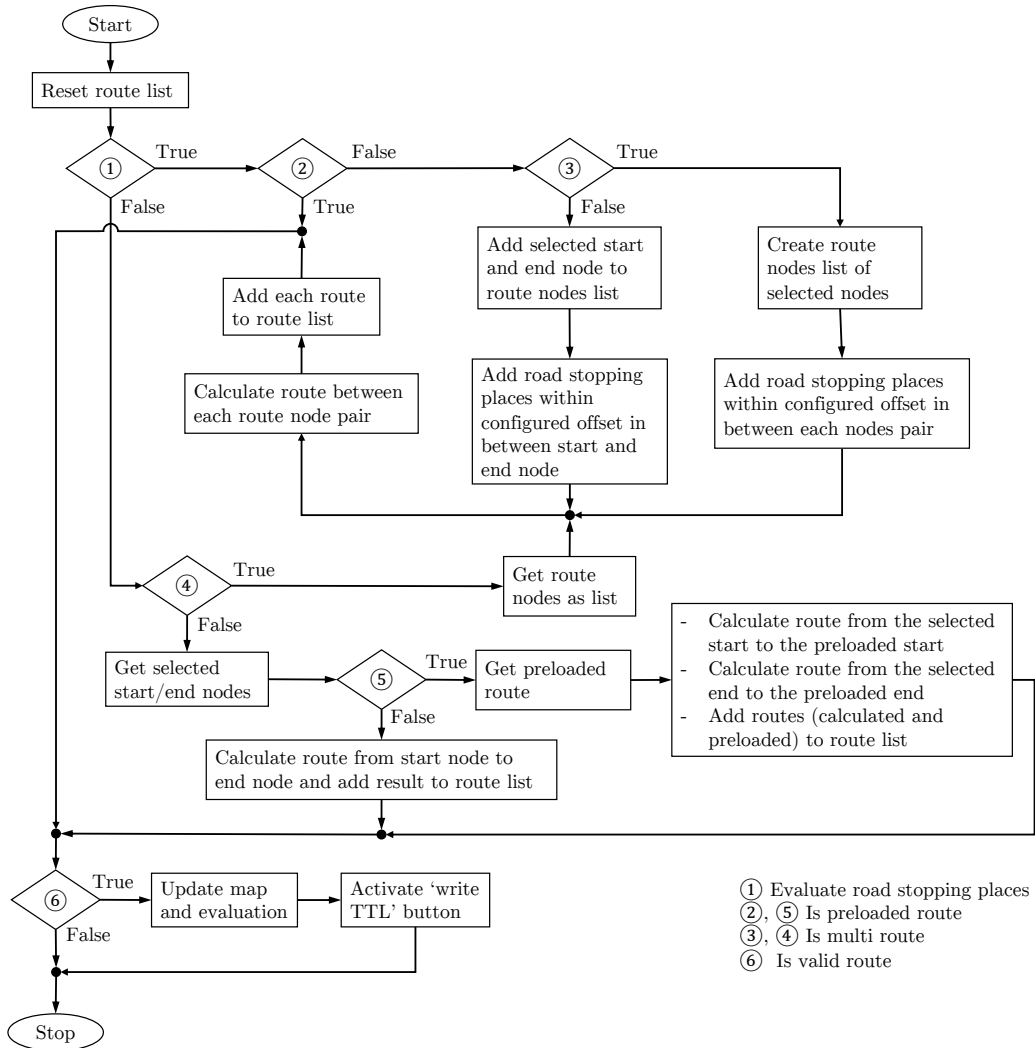 Start
Reset route list
①
True
False
②
False
True
③
True
False
Add each route
to route list
Calculate route between
each route node pair
Add selected start
and end node to
route nodes list
Add road stopping
places within
configured offset in
between start and
end node
Create route
nodes list of
selected nodes
Add road stopping places
within configured offset in
between each nodes pair
④
True
False
Get route
nodes as list
Get selected
start/end nodes
⑤
True
False
Get preloaded
route
- Calculate route from the selected
start to the preloaded start
- Calculate route from the selected
end to the preloaded end
- Add routes (calculated and
preloaded) to route list
Calculate route from start node to
end node and add result to route list
⑥
True
False
Update map
and evaluation
Activate ‘write
TTL’ button
Stop
① Evaluate road stopping places
②, ⑤ Is preloaded route
③, ④ Is multi route
⑥ Is valid route